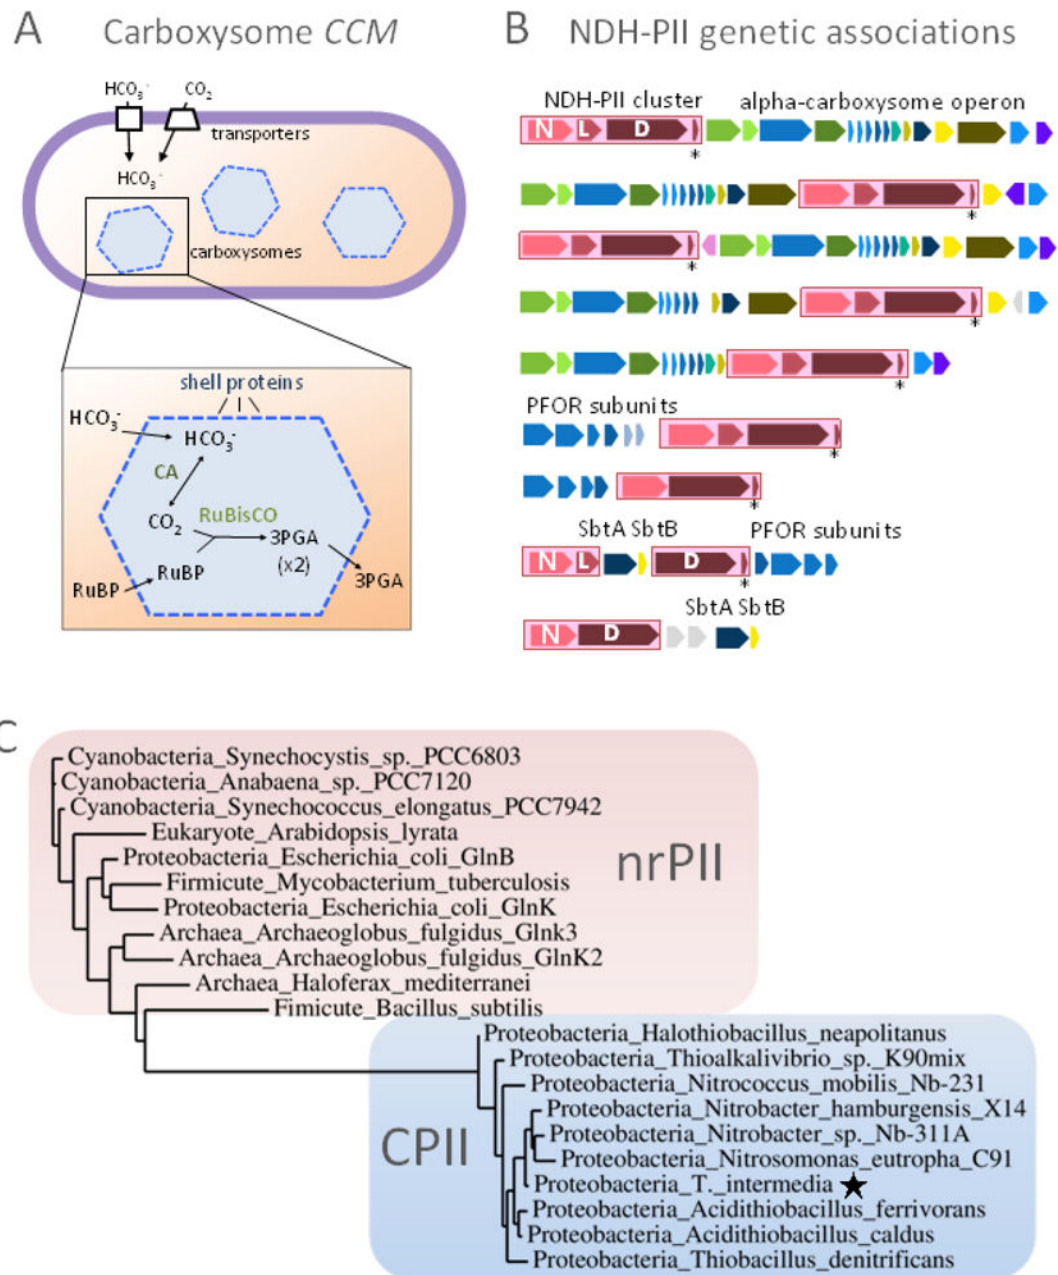 A Carboxysome CCM
HCO₃⁻ CO₂
transporters
HCO₃⁻
carboxysomes
shell proteins
HCO₃⁻
HCO₃⁻
CA
CO₂ RuBisCO
3PGA
(x2)
RuBP
RuBP
3PGA
B NDH-PII genetic associations
NDH-PII cluster alpha-carboxysome operon
N L D
*
*
*
*
*
PFOR subunits
*
*
SbtA SbtB PFOR subunits
N L D
*
SbtA SbtB
N D
C
Cyanobacteria_Synechocystis_sp._PCC6803
Cyanobacteria_Anabaena_sp._PCC7120
Cyanobacteria_Synechococcus_elongatus_PCC7942
Eukaryote_Arabidopsis_lyrata
Proteobacteria_Escherichia_coli_GlnB
Firmicute_Mycobacterium_tuberculosis
Proteobacteria_Escherichia_coli_GlnK
Archaea_Archaeoglobus_fulgidus_Glnk3
Archaea_Archaeoglobus_fulgidus_GlnK2
Archaea_Haloferax_mediterranei
Fimicute_Bacillus_subtilis
nrPII
Proteobacteria_Halothiobacillus_neapolitanus
Proteobacteria_Thioalkalivibrio_sp._K90mix
Proteobacteria_Nitrococcus_mobilis_Nb-231
Proteobacteria_Nitrobacter_hamburgensis_X14
Proteobacteria_Nitrobacter_sp._Nb-311A
Proteobacteria_Nitrosomonas_eutropha_C91
Proteobacteria_T._intermedia
Proteobacteria_Acidithiobacillus_ferrivorans
Proteobacteria_Acidithiobacillus_caldus
Proteobacteria_Thiobacillus_denitrificans
CPII